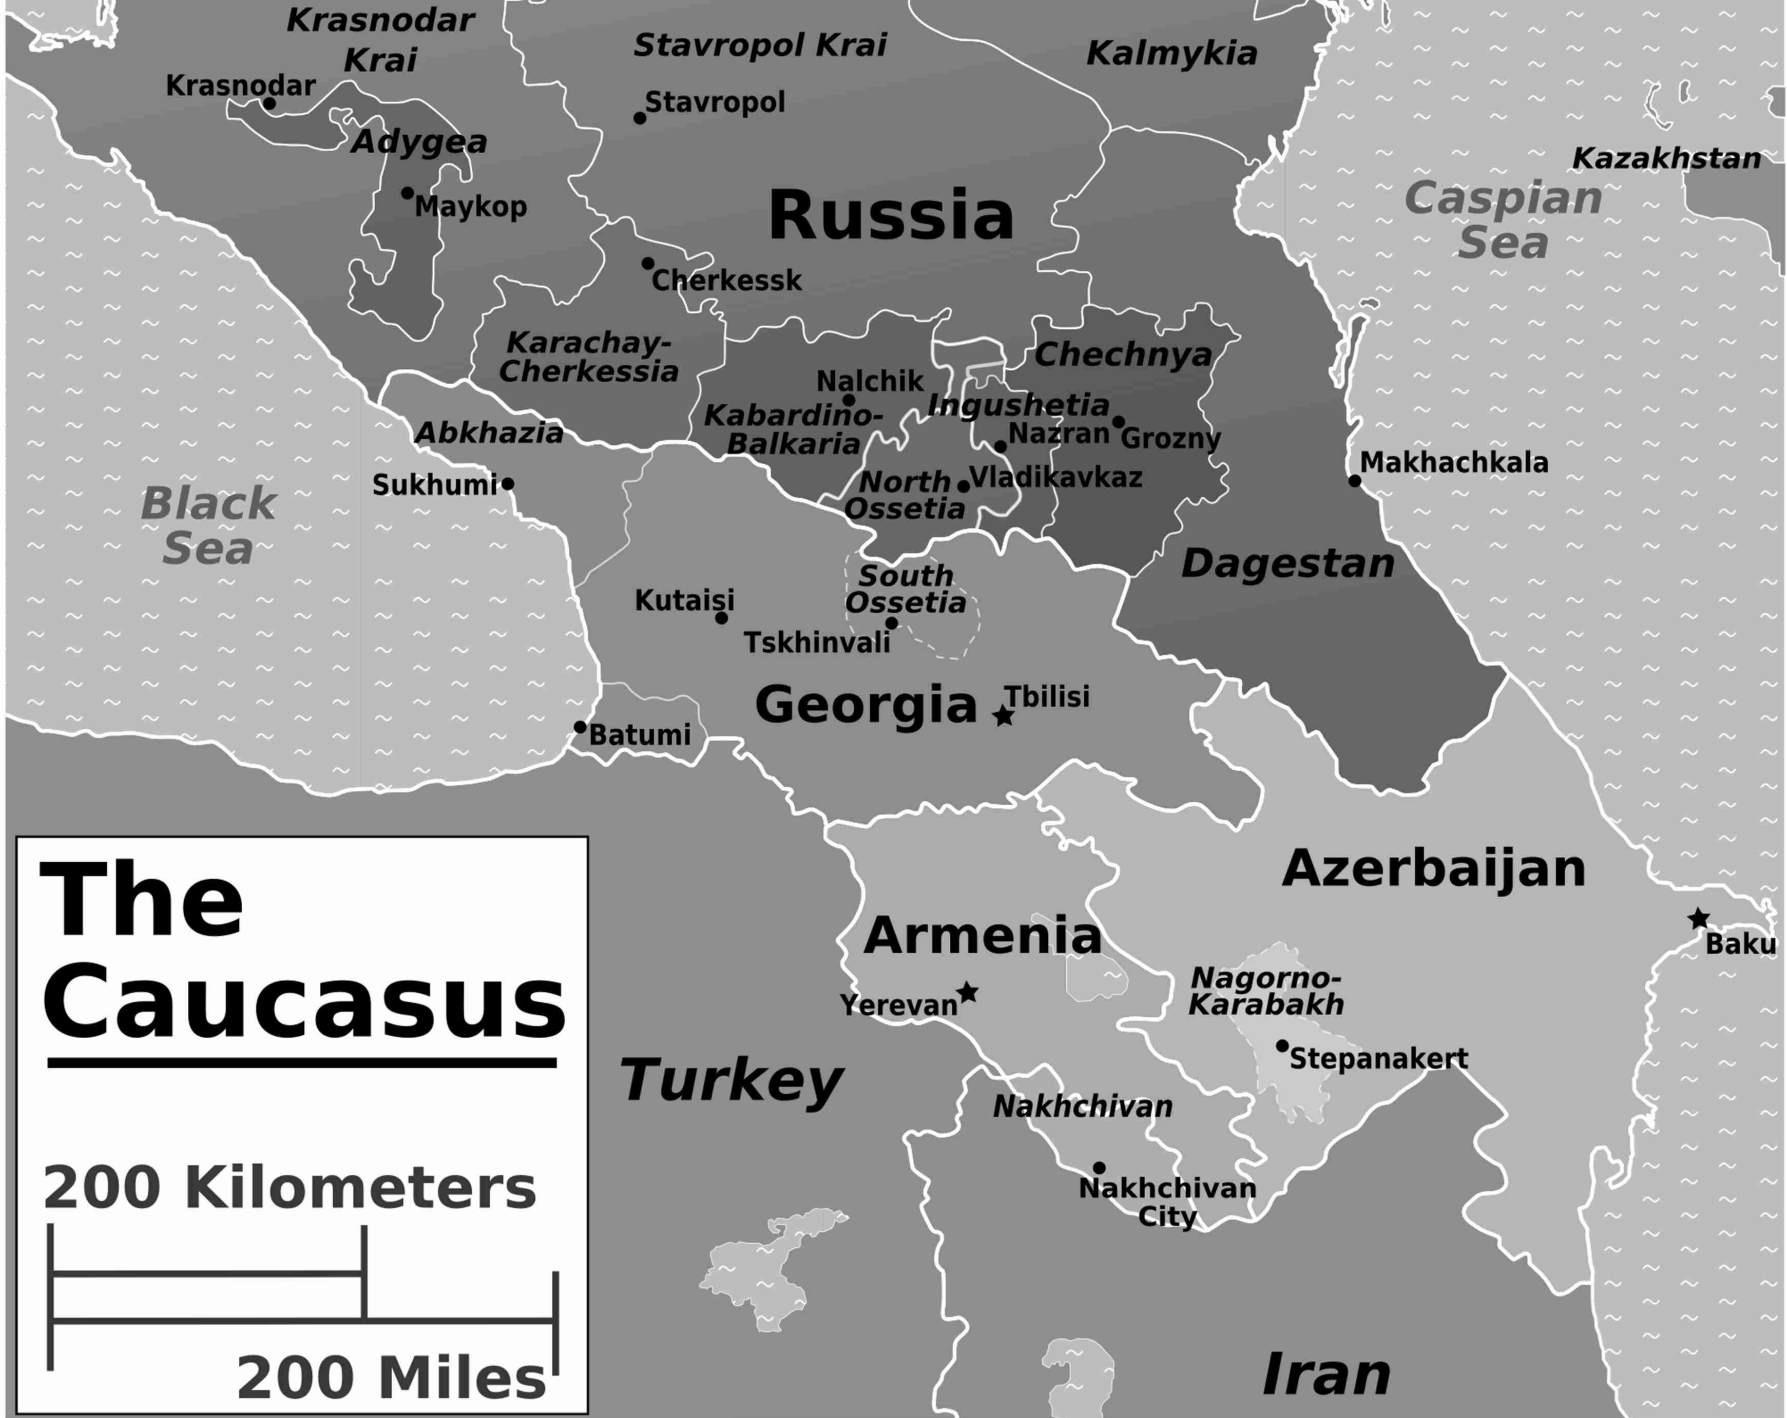 Krasnodar
Krai
Stavropol Krai
Kalmykia
Krasnodar
Stavropol
Adygea
Kazakhstan
Maykop
Russia
Caspian
Sea
Cherkessk
Karachay-
Cherkessia
Chechnya
Nalchik
Kabardino-
Balkaria
Ingushetia
Nazran
Grozny
Abkhazia
Sukhumi
Makhachkala
North
Ossetia
Vladikavkaz
Black
Sea
Dagestan
South
Ossetia
Kutaisi
Tskhinvali
Georgia
Tbilisi
Batumi
Azerbaijan
Armenia
Baku
Nagorno-
Karabakh
Yerevan
Stepanakert
Turkey
Nakhchivan
Nakhchivan
City
Iran
The
Caucasus
200 Kilometers
200 Miles